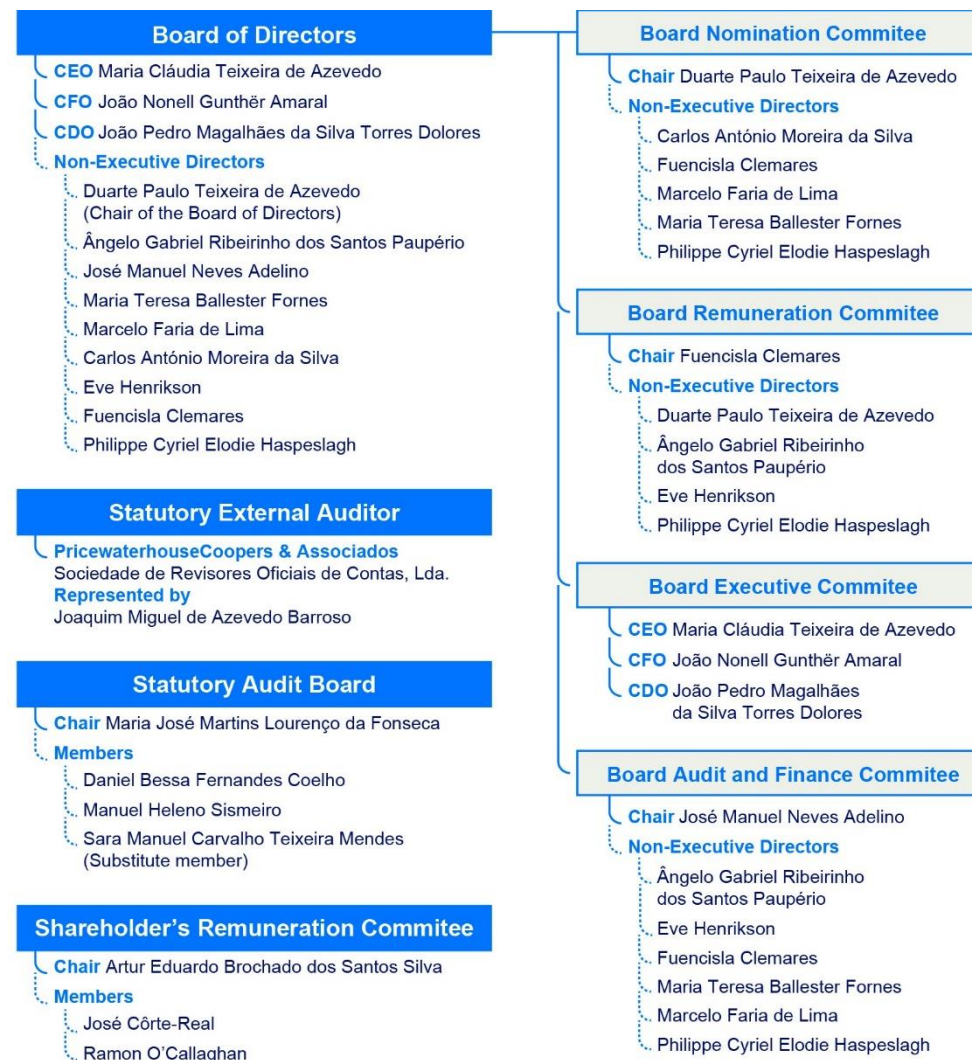 Board of Directors
CEO Maria Cláudia Teixeira de Azevedo
CFO João Nonell Gunthër Amaral
CDO João Pedro Magalhães da Silva Torres Dolores
Non-Executive Directors
Duarte Paulo Teixeira de Azevedo
(Chair of the Board of Directors)
Ângelo Gabriel Ribeirinho dos Santos Paupério
José Manuel Neves Adelino
Maria Teresa Ballester Fornes
Marcelo Faria de Lima
Carlos António Moreira da Silva
Eve Henrikson
Fuencisla Clemares
Philippe Cyriel Elodie Haspeslagh
Statutory External Auditor
PricewaterhouseCoopers & Associados
Sociedade de Revisores Oficiais de Contas, Lda.
Represented by
Joaquim Miguel de Azevedo Barroso
Statutory Audit Board
Chair Maria José Martins Lourenço da Fonseca
Members
Daniel Bessa Fernandes Coelho
Manuel Heleno Sismeiro
Sara Manuel Carvalho Teixeira Mendes
(Substitute member)
Shareholder's Remuneration Commitee
Chair Artur Eduardo Brochado dos Santos Silva
Members
José Côrte-Real
Ramon O'Callaghan
Board Nomination Commitee
Chair Duarte Paulo Teixeira de Azevedo
Non-Executive Directors
Carlos António Moreira da Silva
Fuencisla Clemares
Marcelo Faria de Lima
Maria Teresa Ballester Fornes
Philippe Cyriel Elodie Haspeslagh
Board Remuneration Commitee
Chair Fuencisla Clemares
Non-Executive Directors
Duarte Paulo Teixeira de Azevedo
Ângelo Gabriel Ribeirinho
dos Santos Paupério
Eve Henrikson
Philippe Cyriel Elodie Haspeslagh
Board Executive Commitee
CEO Maria Cláudia Teixeira de Azevedo
CFO João Nonell Gunthër Amaral
CDO João Pedro Magalhães
da Silva Torres Dolores
Board Audit and Finance Commitee
Chair José Manuel Neves Adelino
Non-Executive Directors
Ângelo Gabriel Ribeirinho
dos Santos Paupério
Eve Henrikson
Fuencisla Clemares
Maria Teresa Ballester Fornes
Marcelo Faria de Lima
Philippe Cyriel Elodie Haspeslagh